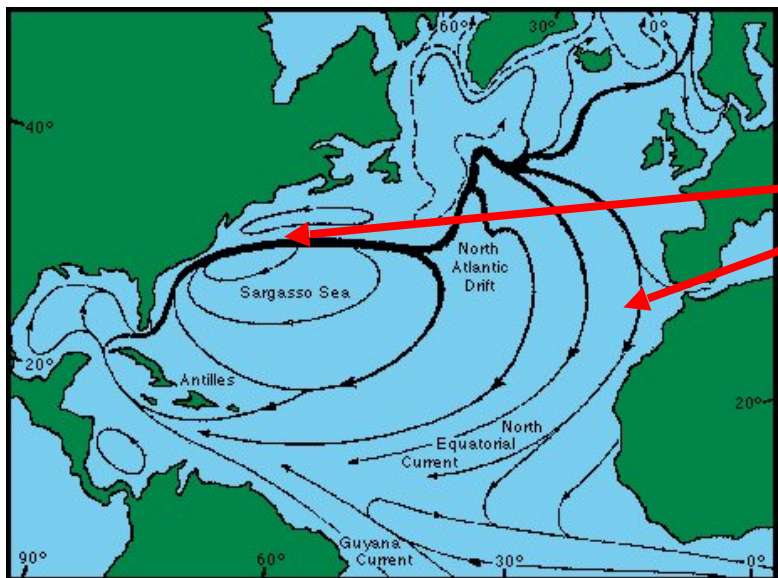 60°
30°
0°
40°
North
Atlantic
Drift
Sargasso Sea
20°
Antilles
20°
North
Equatorial
Current
Guyana
Current
90°
60°
30°
0°